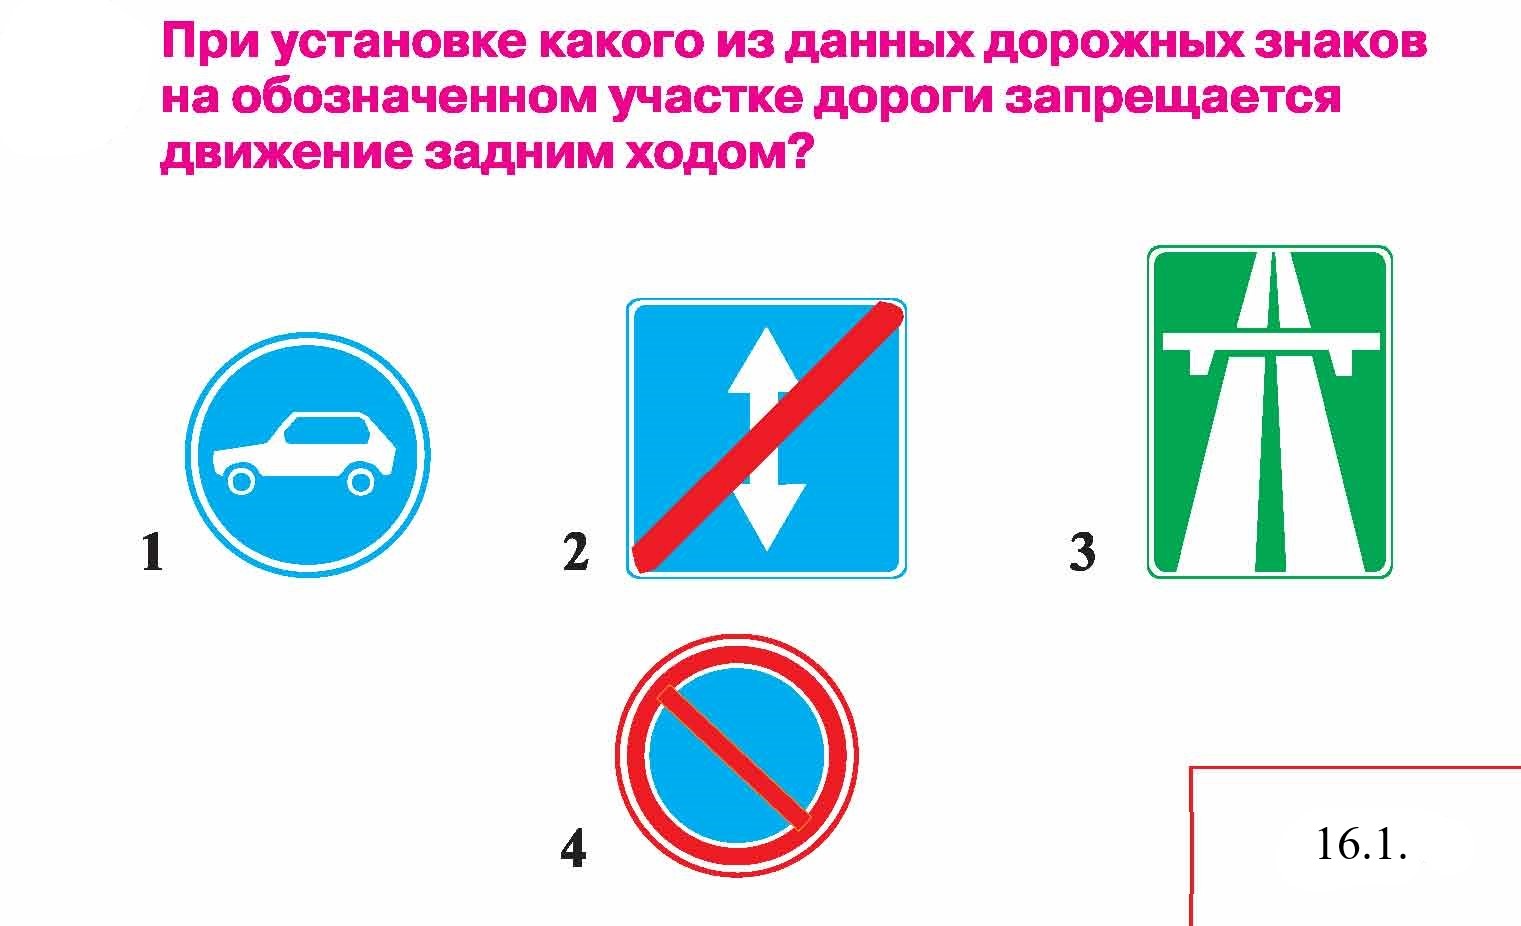 При установке какого из данных дорожных знаков
на обозначенном участке дороги запрещается
движение задним ходом?
1
2
3
4
16.1.